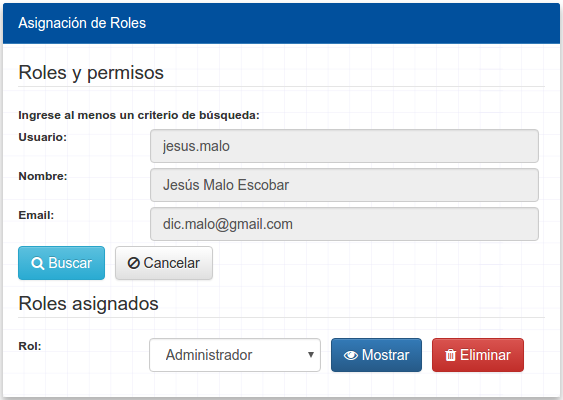 Asignación de Roles
Roles y permisos
Ingrese al menos un criterio de búsqueda:
Usuario: jesus.malo
Nombre: Jesús Malo Escobar
Email: dic.malo@gmail.com
Buscar Cancelar
Roles asignados
Rol: Administrador Mostrar Eliminar